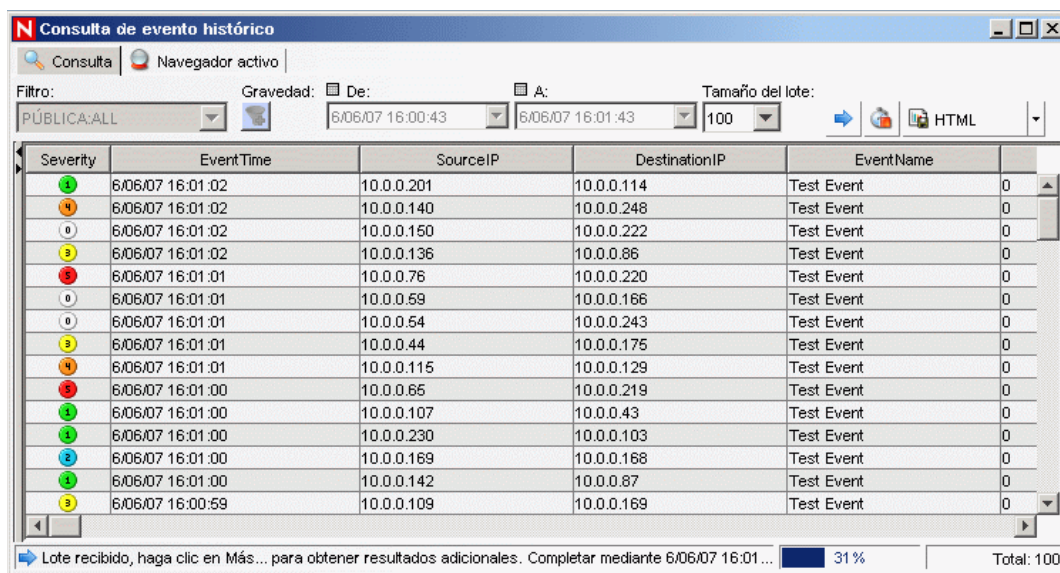 N Consulta de evento histórico
Consulta Navegador activo
Filtro: Gravedad: De: A: Tamaño del lote:
PÚBLICA:ALL 6/06/07 16:00:43 6/06/07 16:01:43 100 HTML
Severity EventTime SourceIP DestinationIP EventName
1 6/06/07 16:01:02 10.0.0.201 10.0.0.114 Test Event 0
4 6/06/07 16:01:02 10.0.0.140 10.0.0.248 Test Event 0
0 6/06/07 16:01:02 10.0.0.150 10.0.0.222 Test Event 0
3 6/06/07 16:01:02 10.0.0.136 10.0.0.86 Test Event 0
5 6/06/07 16:01:01 10.0.0.76 10.0.0.220 Test Event 0
0 6/06/07 16:01:01 10.0.0.59 10.0.0.166 Test Event 0
0 6/06/07 16:01:01 10.0.0.54 10.0.0.243 Test Event 0
3 6/06/07 16:01:01 10.0.0.44 10.0.0.175 Test Event 0
4 6/06/07 16:01:01 10.0.0.115 10.0.0.129 Test Event 0
5 6/06/07 16:01:00 10.0.0.65 10.0.0.219 Test Event 0
1 6/06/07 16:01:00 10.0.0.107 10.0.0.43 Test Event 0
1 6/06/07 16:01:00 10.0.0.230 10.0.0.103 Test Event 0
2 6/06/07 16:01:00 10.0.0.169 10.0.0.168 Test Event 0
1 6/06/07 16:01:00 10.0.0.142 10.0.0.87 Test Event 0
3 6/06/07 16:00:59 10.0.0.109 10.0.0.169 Test Event 0
Lote recibido, haga clic en Más... para obtener resultados adicionales. Completar mediante 6/06/07 16:01... 31% Total: 100